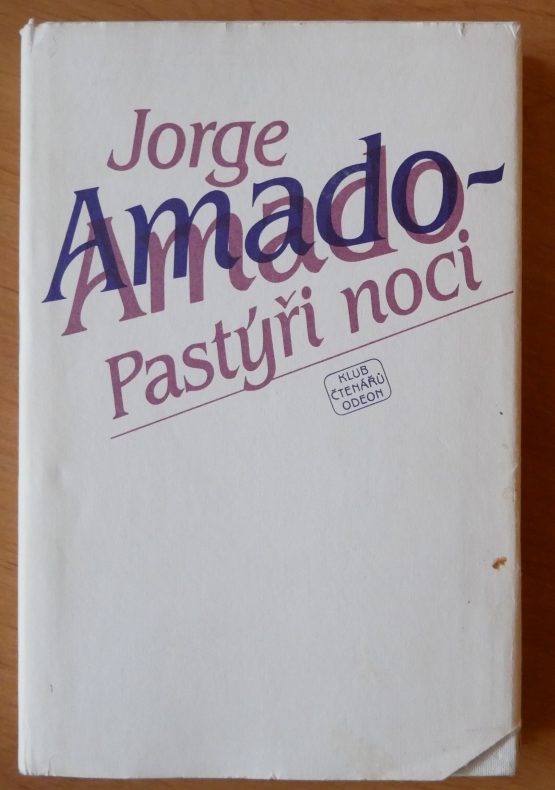 Jorge
Amado-
Amado
Pastýři noci
KLUB
ČTENÁŘŮ
ODEON